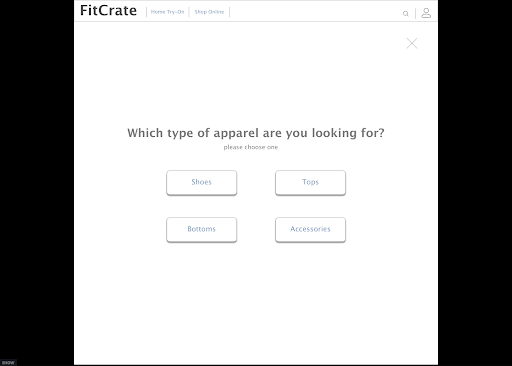 FitCrate
Home Try-On
Shop Online
Which type of apparel are you looking for?
please choose one
Shoes
Tops
Bottoms
Accessories
SHOW